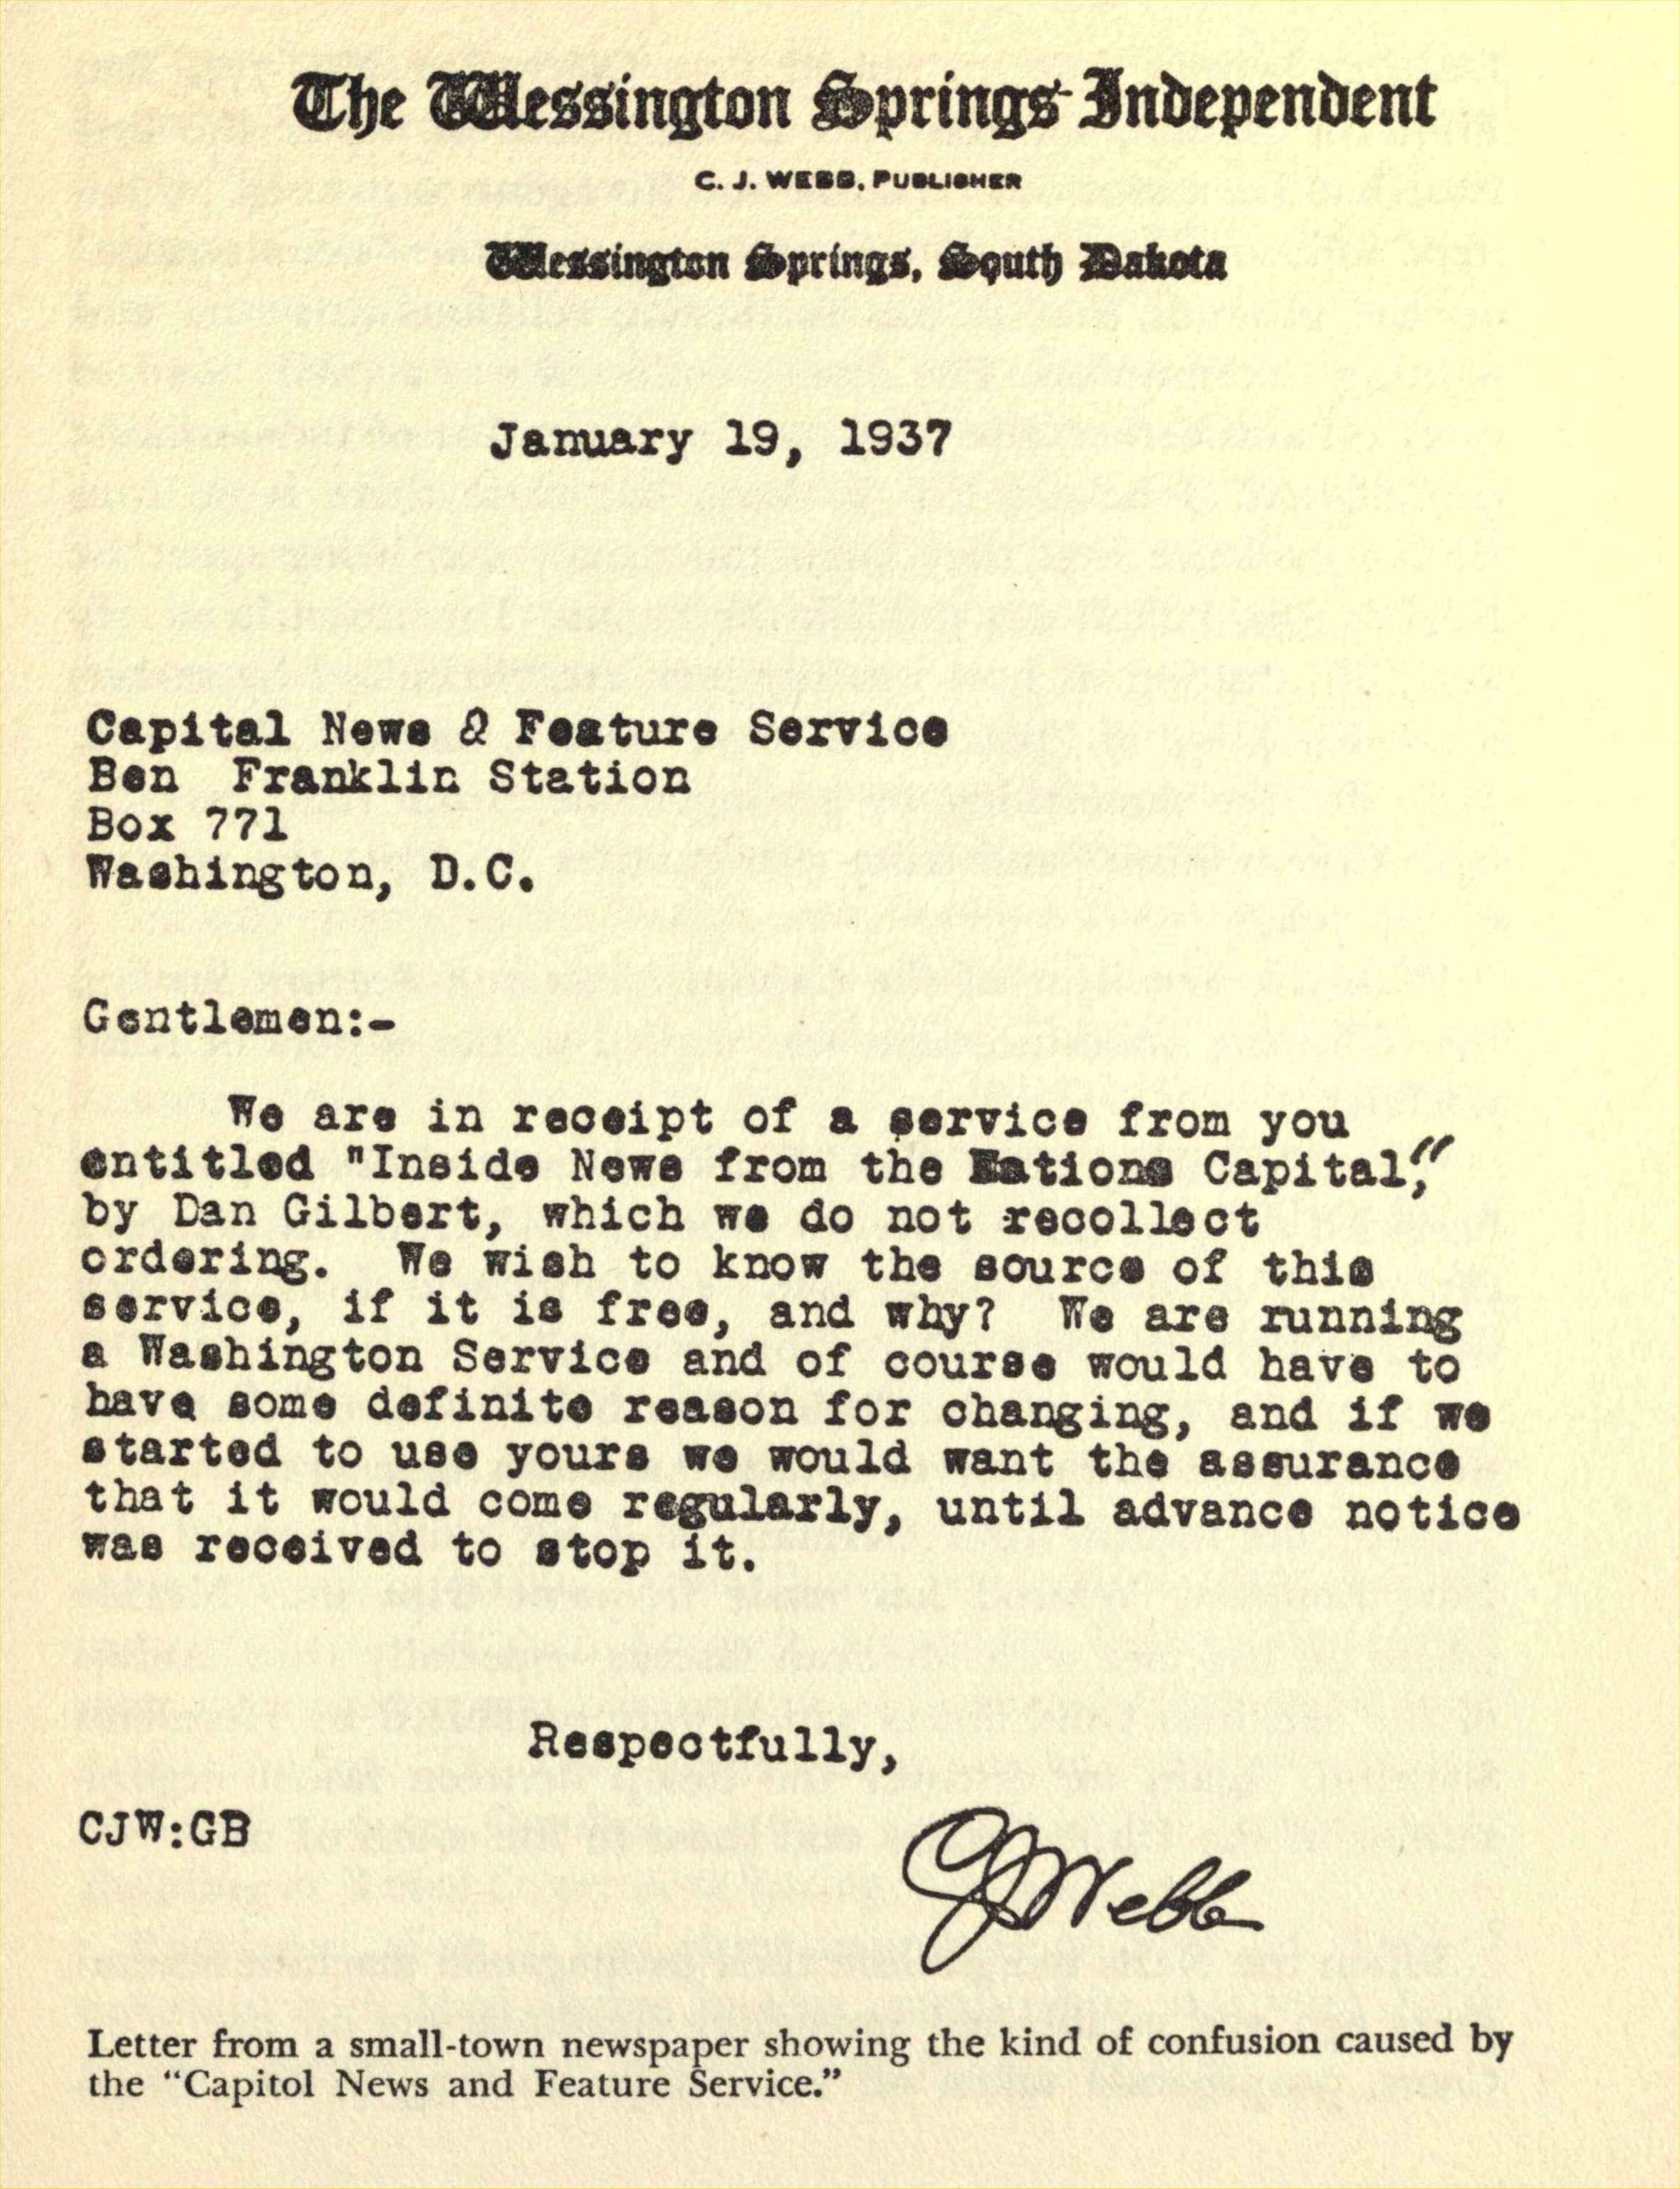 The Wessington Springs Independent
C. J. WEBB, PUBLISHER
Wessington Springs, South Dakota
January 19, 1937
Capital News & Feature Service
Ben Franklin Station
Box 771
Washington, D.C.
Gentlemen:-
We are in receipt of a service from you
entitled "Inside News from the Nations Capital,"
by Dan Gilbert, which we do not recollect
ordering. We wish to know the source of this
service, if it is free, and why? We are running
a Washington Service and of course would have to
have some definite reason for changing, and if we
started to use yours we would want the assurance
that it would come regularly, until advance notice
was received to stop it.
Respectfully,
CJW:GB
CJ Webb
Letter from a small-town newspaper showing the kind of confusion caused by
the “Capitol News and Feature Service.”